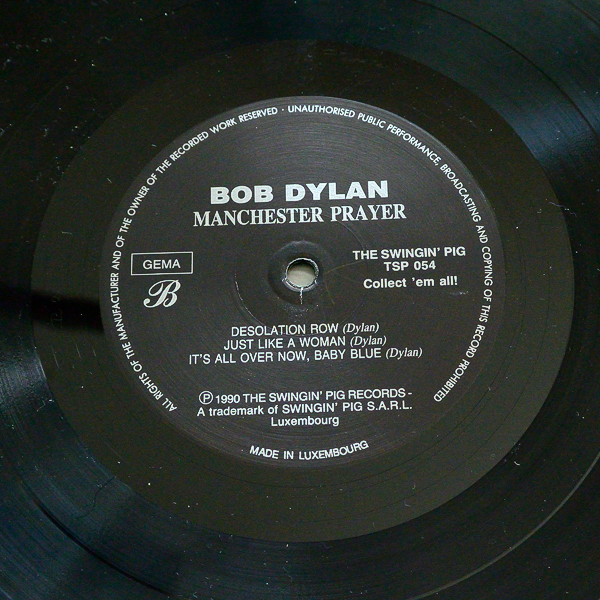 ALL RIGHTS OF THE MANUFACTURER AND OF THE OWNER OF THE RECORDED WORK RESERVED · UNAUTHORISED PUBLIC PERFORMANCE, BROADCASTING AND COPYING OF THIS RECORD PROHIBITED
BOB DYLAN
MANCHESTER PRAYER
GEMA
B
THE SWINGIN' PIG
TSP 054
Collect 'em all!
DESOLATION ROW (Dylan)
JUST LIKE A WOMAN (Dylan)
IT'S ALL OVER NOW, BABY BLUE (Dylan)
Ⓟ 1990 THE SWINGIN' PIG RECORDS -
A trademark of SWINGIN' PIG S.A.R.L.
Luxembourg
MADE IN LUXEMBOURG